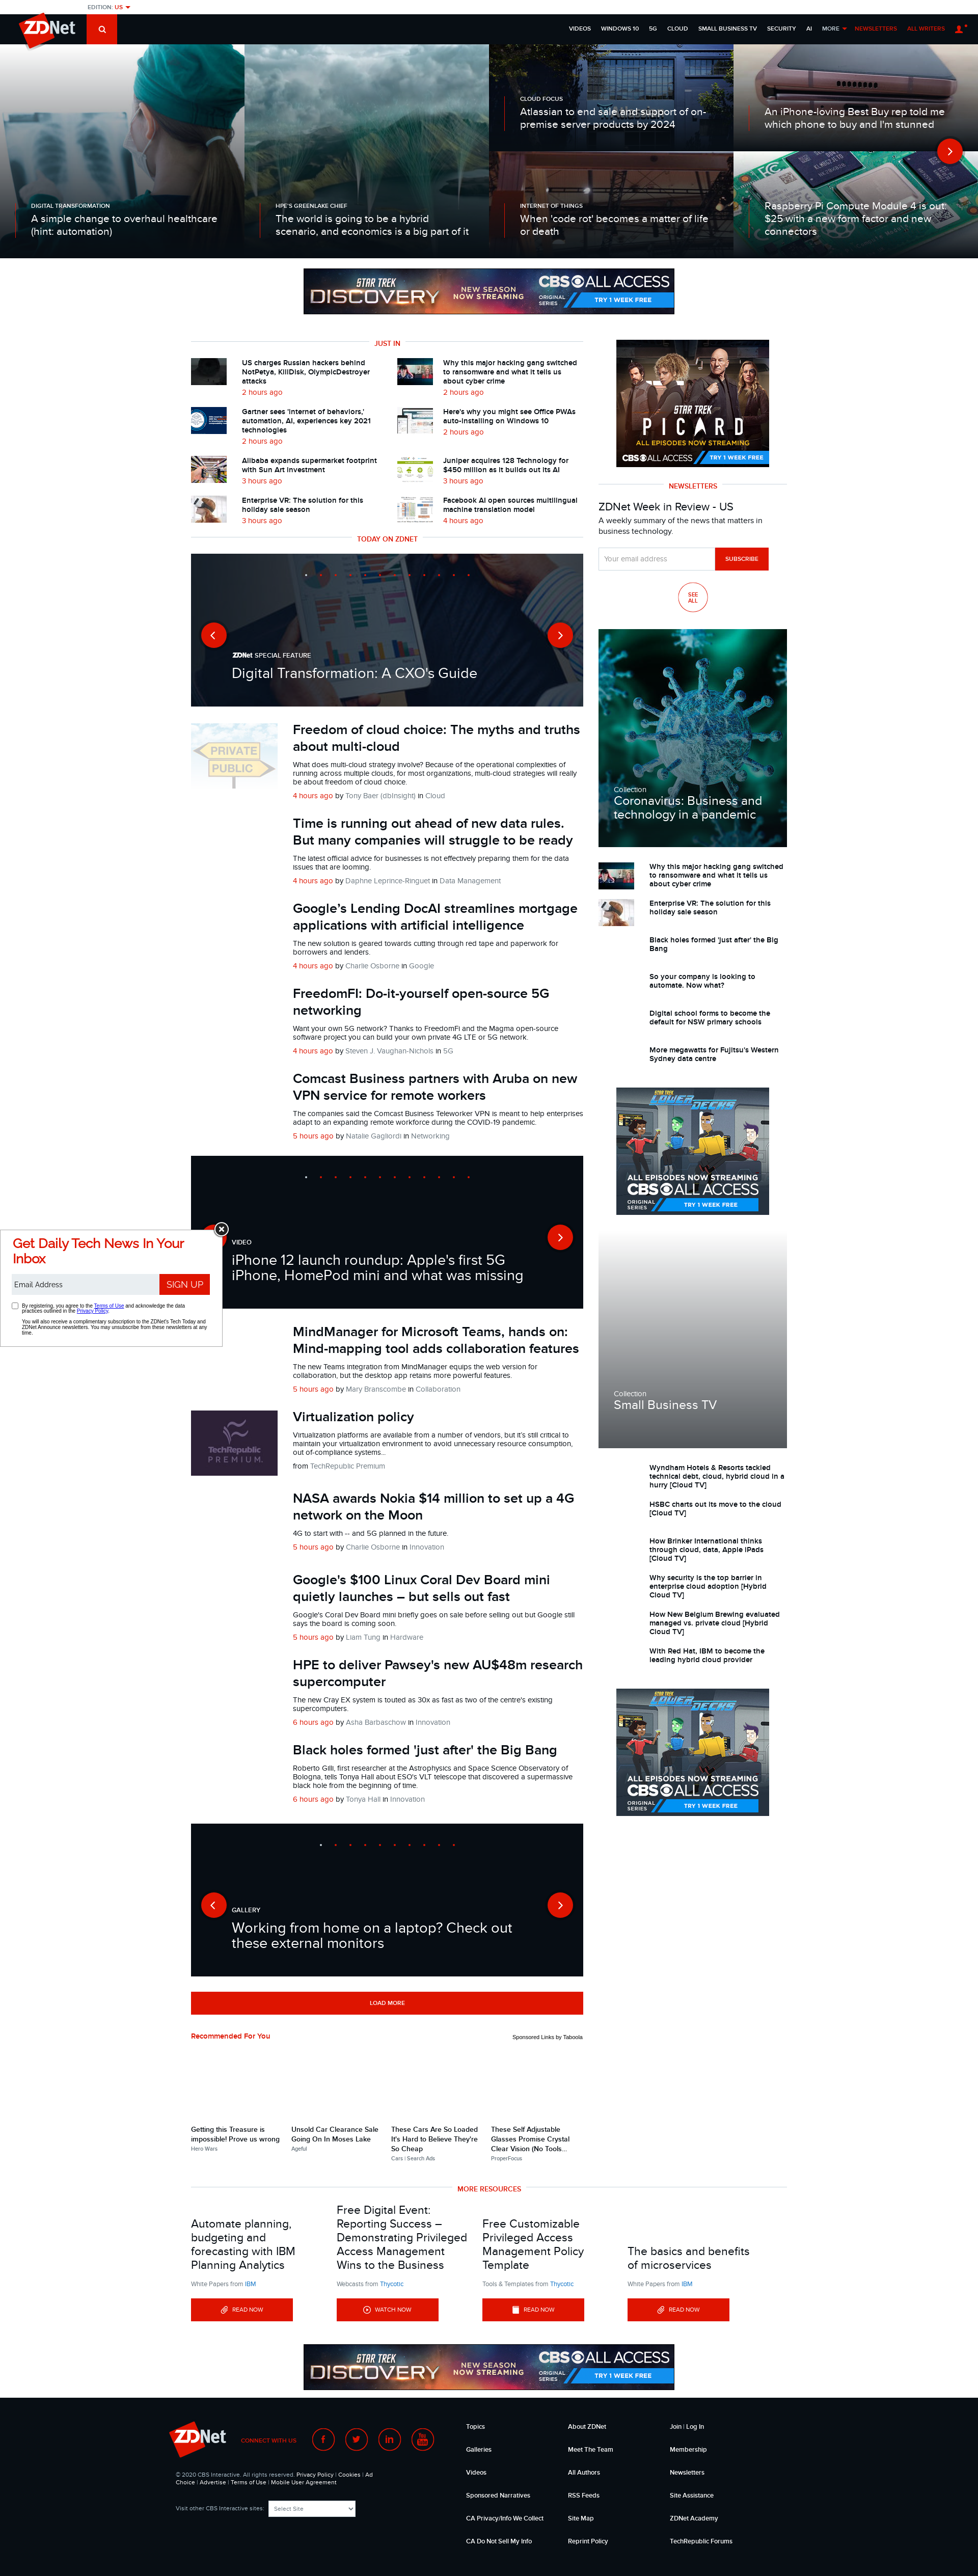 EDITION: US
ZDNet
VIDEOS WINDOWS 10 5G CLOUD SMALL BUSINESS TV SECURITY AI MORE NEWSLETTERS ALL WRITERS
DIGITAL TRANSFORMATION
A simple change to overhaul healthcare
(hint: automation)
HPE'S GREENLAKE CHIEF
The world is going to be a hybrid
scenario, and economics is a big part of it
CLOUD FOCUS
Atlassian to end sale and support of on-
premise server products by 2024
An iPhone-loving Best Buy rep told me
which phone to buy and I'm stunned
INTERNET OF THINGS
When 'code rot' becomes a matter of life
or death
Raspberry Pi Compute Module 4 is out:
$25 with a new form factor and new
connectors
STAR TREK
DISCOVERY
NEW SEASON
NOW STREAMING
CBS ALL ACCESS
ORIGINAL
SERIES
TRY 1 WEEK FREE
JUST IN
US charges Russian hackers behind
NotPetya, KillDisk, OlympicDestroyer
attacks
2 hours ago
Why this major hacking gang switched
to ransomware and what it tells us
about cyber crime
2 hours ago
Gartner sees 'internet of behaviors,'
automation, AI, experiences key 2021
technologies
2 hours ago
Here's why you might see Office PWAs
auto-installing on Windows 10
2 hours ago
Alibaba expands supermarket footprint
with Sun Art investment
3 hours ago
Juniper acquires 128 Technology for
$450 million as it builds out its AI
3 hours ago
Enterprise VR: The solution for this
holiday sale season
3 hours ago
Facebook AI open sources multilingual
machine translation model
4 hours ago
STAR TREK
PICARD
ALL EPISODES NOW STREAMING
CBS ALL ACCESS
TRY 1 WEEK FREE
NEWSLETTERS
ZDNet Week in Review - US
A weekly summary of the news that matters in
business technology.
Your email address
SUBSCRIBE
SEE
ALL
TODAY ON ZDNET
ZDNet SPECIAL FEATURE
Digital Transformation: A CXO's Guide
PRIVATE
PUBLIC
Freedom of cloud choice: The myths and truths
about multi-cloud
What does multi-cloud strategy involve? Because of the operational complexities of
running across multiple clouds, for most organizations, multi-cloud strategies will really
be about freedom of cloud choice.
4 hours ago by Tony Baer (dbInsight) in Cloud
Time is running out ahead of new data rules.
But many companies will struggle to be ready
The latest official advice for businesses is not effectively preparing them for the data
issues that are looming.
4 hours ago by Daphne Leprince-Ringuet in Data Management
Google's Lending DocAI streamlines mortgage
applications with artificial intelligence
The new solution is geared towards cutting through red tape and paperwork for
borrowers and lenders.
4 hours ago by Charlie Osborne in Google
FreedomFI: Do-it-yourself open-source 5G
networking
Want your own 5G network? Thanks to FreedomFi and the Magma open-source
software project you can build your own private 4G LTE or 5G network.
4 hours ago by Steven J. Vaughan-Nichols in 5G
Comcast Business partners with Aruba on new
VPN service for remote workers
The companies said the Comcast Business Teleworker VPN is meant to help enterprises
adapt to an expanding remote workforce during the COVID-19 pandemic.
5 hours ago by Natalie Gagliordi in Networking
Collection
Coronavirus: Business and
technology in a pandemic
Why this major hacking gang switched
to ransomware and what it tells us
about cyber crime
Enterprise VR: The solution for this
holiday sale season
Black holes formed 'just after' the Big
Bang
So your company is looking to
automate. Now what?
Digital school forms to become the
default for NSW primary schools
More megawatts for Fujitsu's Western
Sydney data centre
STAR TREK
LOWER DECKS
ALL EPISODES NOW STREAMING
CBS ALL ACCESS
ORIGINAL
SERIES
TRY 1 WEEK FREE
VIDEO
iPhone 12 launch roundup: Apple's first 5G
iPhone, HomePod mini and what was missing
Get Daily Tech News In Your
Inbox
Email Address
SIGN UP
By registering, you agree to the Terms of Use and acknowledge the data
practices outlined in the Privacy Policy.
You will also receive a complimentary subscription to the ZDNet's Tech Today and
ZDNet Announce newsletters. You may unsubscribe from these newsletters at any
time.
MindManager for Microsoft Teams, hands on:
Mind-mapping tool adds collaboration features
The new Teams integration from MindManager equips the web version for
collaboration, but the desktop app retains more powerful features.
5 hours ago by Mary Branscombe in Collaboration
TechRepublic
PREMIUM
Virtualization policy
Virtualization platforms are available from a number of vendors, but it's still critical to
maintain your virtualization environment to avoid unnecessary resource consumption,
out of-compliance systems...
from TechRepublic Premium
NASA awards Nokia $14 million to set up a 4G
network on the Moon
4G to start with -- and 5G planned in the future.
5 hours ago by Charlie Osborne in Innovation
Google's $100 Linux Coral Dev Board mini
quietly launches – but sells out fast
Google's Coral Dev Board mini briefly goes on sale before selling out but Google still
says the board is coming soon.
5 hours ago by Liam Tung in Hardware
HPE to deliver Pawsey's new AU$48m research
supercomputer
The new Cray EX system is touted as 30x as fast as two of the centre's existing
supercomputers.
6 hours ago by Asha Barbaschow in Innovation
Black holes formed 'just after' the Big Bang
Roberto Gilli, first researcher at the Astrophysics and Space Science Observatory of
Bologna, tells Tonya Hall about ESO's VLT telescope that discovered a supermassive
black hole from the beginning of time.
6 hours ago by Tonya Hall in Innovation
Collection
Small Business TV
Wyndham Hotels & Resorts tackled
technical debt, cloud, hybrid cloud in a
hurry [Cloud TV]
HSBC charts out its move to the cloud
[Cloud TV]
How Brinker International thinks
through cloud, data, Apple iPads
[Cloud TV]
Why security is the top barrier in
enterprise cloud adoption [Hybrid
Cloud TV]
How New Belgium Brewing evaluated
managed vs. private cloud [Hybrid
Cloud TV]
With Red Hat, IBM to become the
leading hybrid cloud provider
STAR TREK
LOWER DECKS
ALL EPISODES NOW STREAMING
CBS ALL ACCESS
ORIGINAL
SERIES
TRY 1 WEEK FREE
GALLERY
Working from home on a laptop? Check out
these external monitors
LOAD MORE
Recommended For You
Sponsored Links by Taboola
Getting this Treasure is
impossible! Prove us wrong
Hero Wars
Unsold Car Clearance Sale
Going On In Moses Lake
Ageful
These Cars Are So Loaded
It's Hard to Believe They're
So Cheap
Cars | Search Ads
These Self Adjustable
Glasses Promise Crystal
Clear Vision (No Tools...
ProperFocus
MORE RESOURCES
Automate planning,
budgeting and
forecasting with IBM
Planning Analytics
White Papers from IBM
READ NOW
Free Digital Event:
Reporting Success –
Demonstrating Privileged
Access Management
Wins to the Business
Webcasts from Thycotic
WATCH NOW
Free Customizable
Privileged Access
Management Policy
Template
Tools & Templates from Thycotic
READ NOW
The basics and benefits
of microservices
White Papers from IBM
READ NOW
STAR TREK
DISCOVERY
NEW SEASON
NOW STREAMING
CBS ALL ACCESS
ORIGINAL
SERIES
TRY 1 WEEK FREE
ZDNet
CONNECT WITH US
© 2020 CBS Interactive. All rights reserved. Privacy Policy | Cookies | Ad
Choice | Advertise | Terms of Use | Mobile User Agreement
Visit other CBS Interactive sites: Select Site
Topics
Galleries
Videos
Sponsored Narratives
CA Privacy/Info We Collect
CA Do Not Sell My Info
About ZDNet
Meet The Team
All Authors
RSS Feeds
Site Map
Reprint Policy
Join | Log In
Membership
Newsletters
Site Assistance
ZDNet Academy
TechRepublic Forums